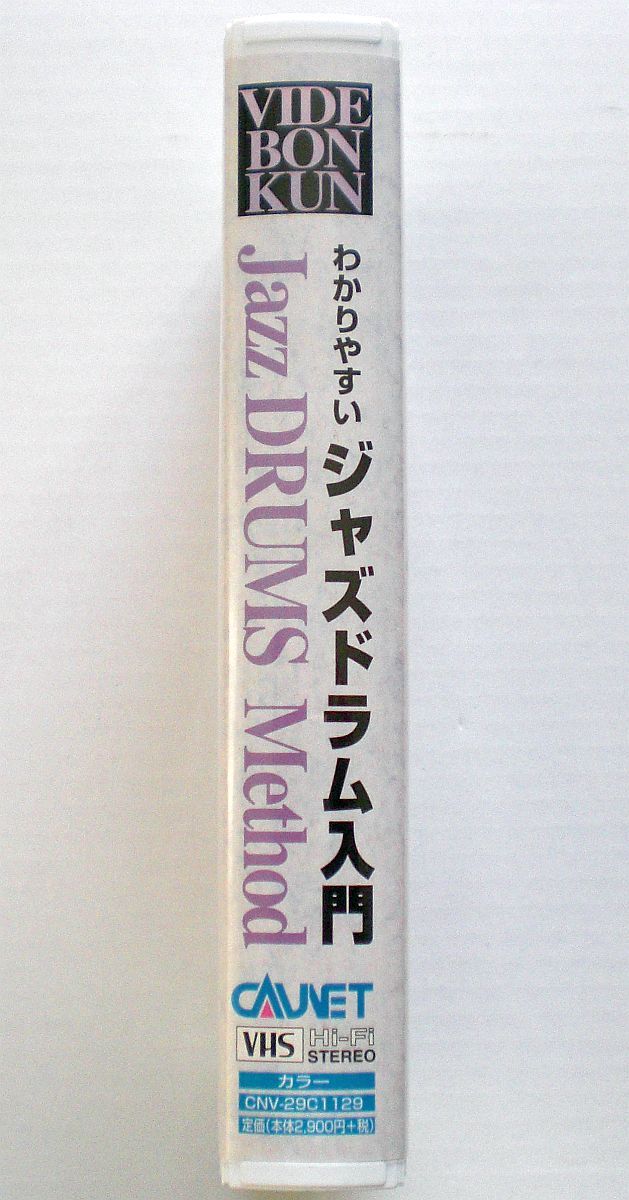 VIDE
BON
KUN
わかりやすい ジャズドラム入門
Jazz DRUMS Method
CAUNET
VHS
Hi-Fi
STEREO
カラー
CNV-29C1129
定価(本体2,900円+税)